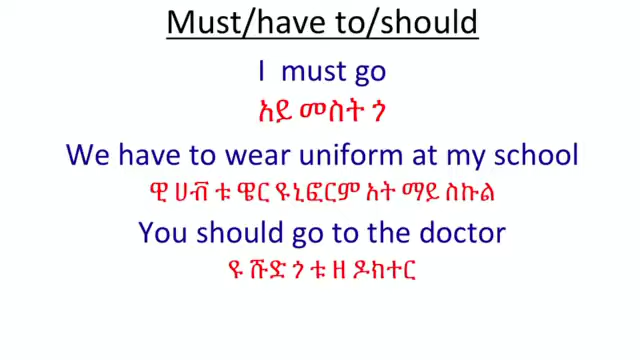 Must/have to/should
I must go
አይ መስት ጎ
We have to wear uniform at my school
ዊ ሀቭ ቱ ዌር ዩኒፎርም አት ማይ ስኩል
You should go to the doctor
ዩ ሹድ ጎ ቱ ዘ ዶክተር